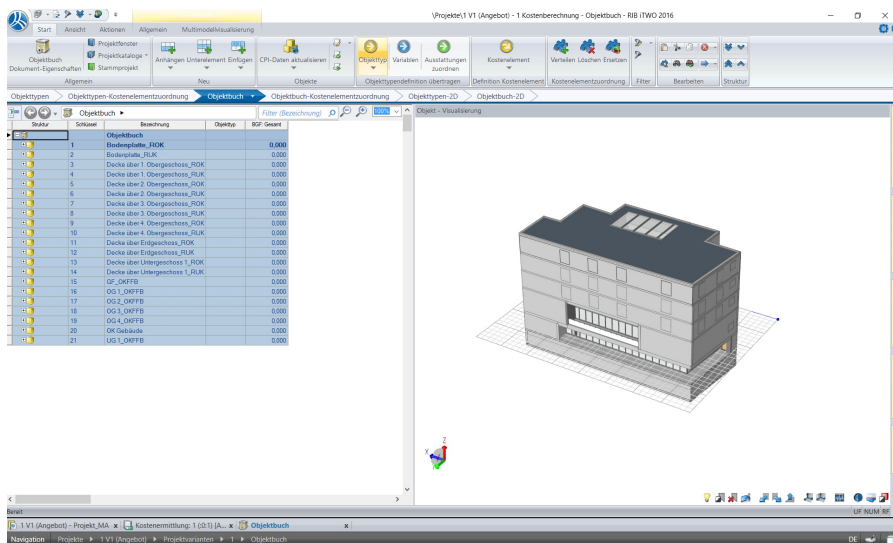 \Projekte\1 V1 (Angebot) - 1 Kostenberechnung - Objektbuch - RIB iTWO 2016
Start Ansicht Aktionen Allgemein Multimodelvisualisierung
Objektbuch Dokument-Eigenschaften
Projektfenster
Projektkataloge
Stammprojekt
Anhängen Unterelement Einfügen
CPI-Daten aktualisieren
Objekttyp Variablen Ausstattungen zuordnen
Kostenelement
Verteilen Löschen Ersetzen
Allgemein Neu Objekte Objekttypendefinition übertragen Definition Kostenelement Kostenelementzuordnung Filter Bearbeiten Struktur
Objekttypen Objekttypen-Kostenelementzuordnung Objektbuch Objektbuch-Kostenelementzuordnung Objekttypen-2D Objektbuch-2D
Objektbuch Filter (Bezeichnung) 100%
Objekt - Visualisierung
Struktur Schlüssel Bezeichnung Objekttyp BGF: Gesamt
Objektbuch
1 Bodenplatte_ROK 0,000
2 Bodenplatte_RUK 0,000
3 Decke über 1. Obergeschoss_ROK 0,000
4 Decke über 1. Obergeschoss_RUK 0,000
5 Decke über 2. Obergeschoss_ROK 0,000
6 Decke über 2. Obergeschoss_RUK 0,000
7 Decke über 3. Obergeschoss_ROK 0,000
8 Decke über 3. Obergeschoss_RUK 0,000
9 Decke über 4. Obergeschoss_ROK 0,000
10 Decke über 4. Obergeschoss_RUK 0,000
11 Decke über Erdgeschoss_ROK 0,000
12 Decke über Erdgeschoss_RUK 0,000
13 Decke über Untergeschoss 1_ROK 0,000
14 Decke über Untergeschoss 1_RUK 0,000
15 GF_OKFFB 0,000
16 OG 1_OKFFB 0,000
17 OG 2_OKFFB 0,000
18 OG 3_OKFFB 0,000
19 OG 4_OKFFB 0,000
20 OK Gebäude 0,000
21 UG 1_OKFFB 0,000
Z
X
Bereit UF NUM RF
1 V1 (Angebot) - Projekt_MA x Kostenermittlung: 1 (:0:1) [A... x Objektbuch x
Navigation Projekte 1 V1 (Angebot) Projektvarianten 1 Objektbuch DE